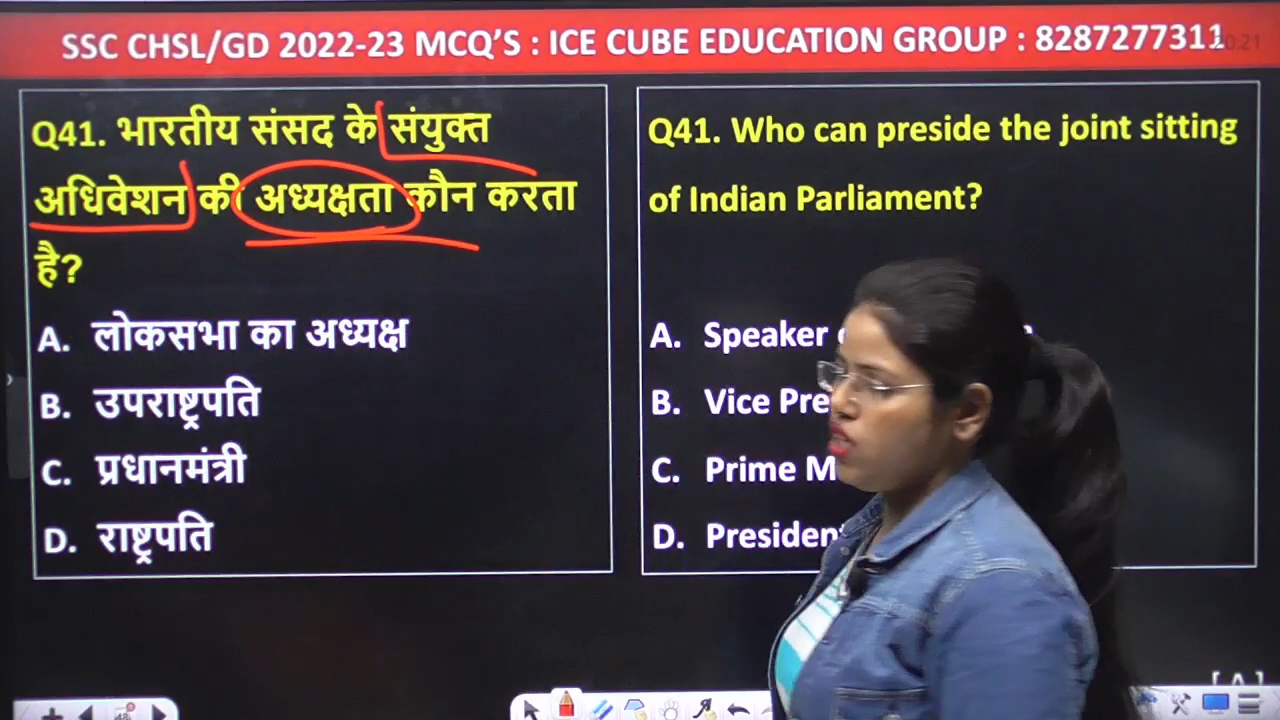 SSC CHSL/GD 2022-23 MCQ'S : ICE CUBE EDUCATION GROUP : 8287277311
Q41. भारतीय संसद के संयुक्त
अधिवेशन की अध्यक्षता कौन करता
है?
A. लोकसभा का अध्यक्ष
B. उपराष्ट्रपति
C. प्रधानमंत्री
D. राष्ट्रपति
Q41. Who can preside the joint sitting
of Indian Parliament?
A. Speaker
B. Vice
C. Prime
D. President
[ A ]